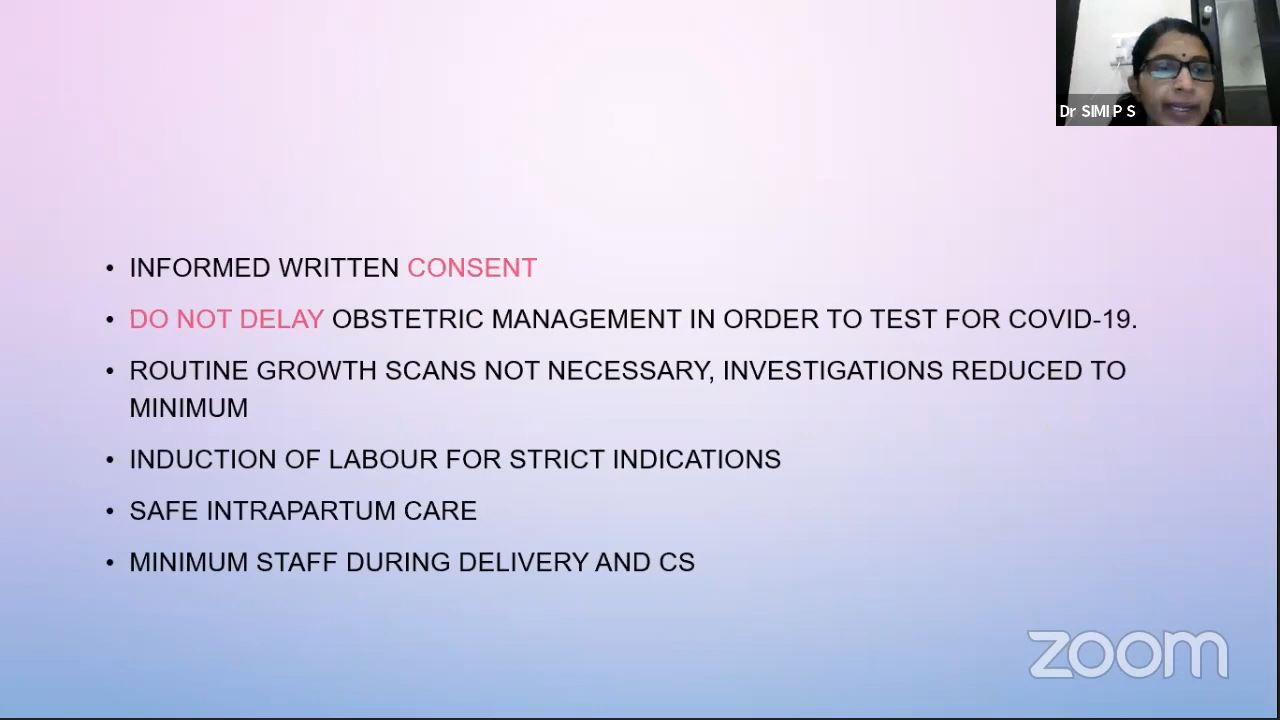 Dr SIMI P S
• INFORMED WRITTEN CONSENT
• DO NOT DELAY OBSTETRIC MANAGEMENT IN ORDER TO TEST FOR COVID-19.
• ROUTINE GROWTH SCANS NOT NECESSARY, INVESTIGATIONS REDUCED TO
MINIMUM
• INDUCTION OF LABOUR FOR STRICT INDICATIONS
• SAFE INTRAPARTUM CARE
• MINIMUM STAFF DURING DELIVERY AND CS
zoom